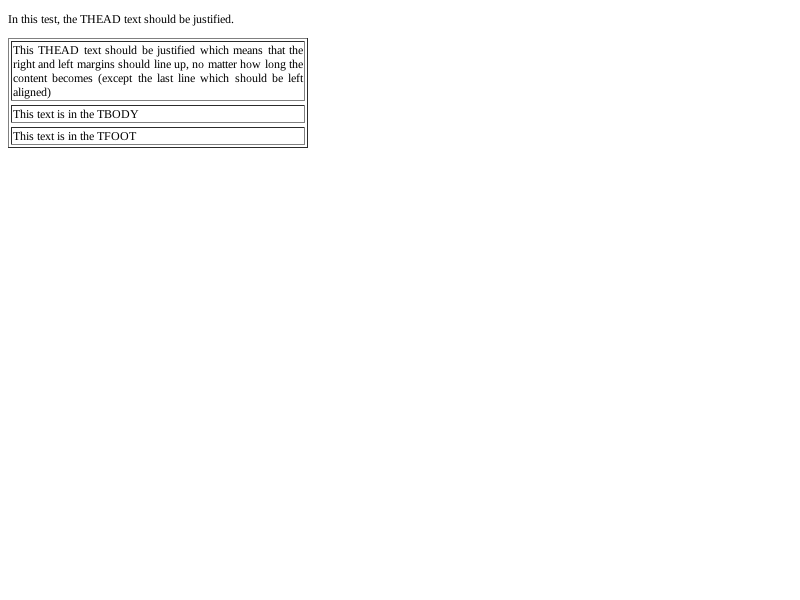 In this test, the THEAD text should be justified.
This THEAD text should be justified which means that the
right and left margins should line up, no matter how long the
content becomes (except the last line which should be left
aligned)
This text is in the TBODY
This text is in the TFOOT